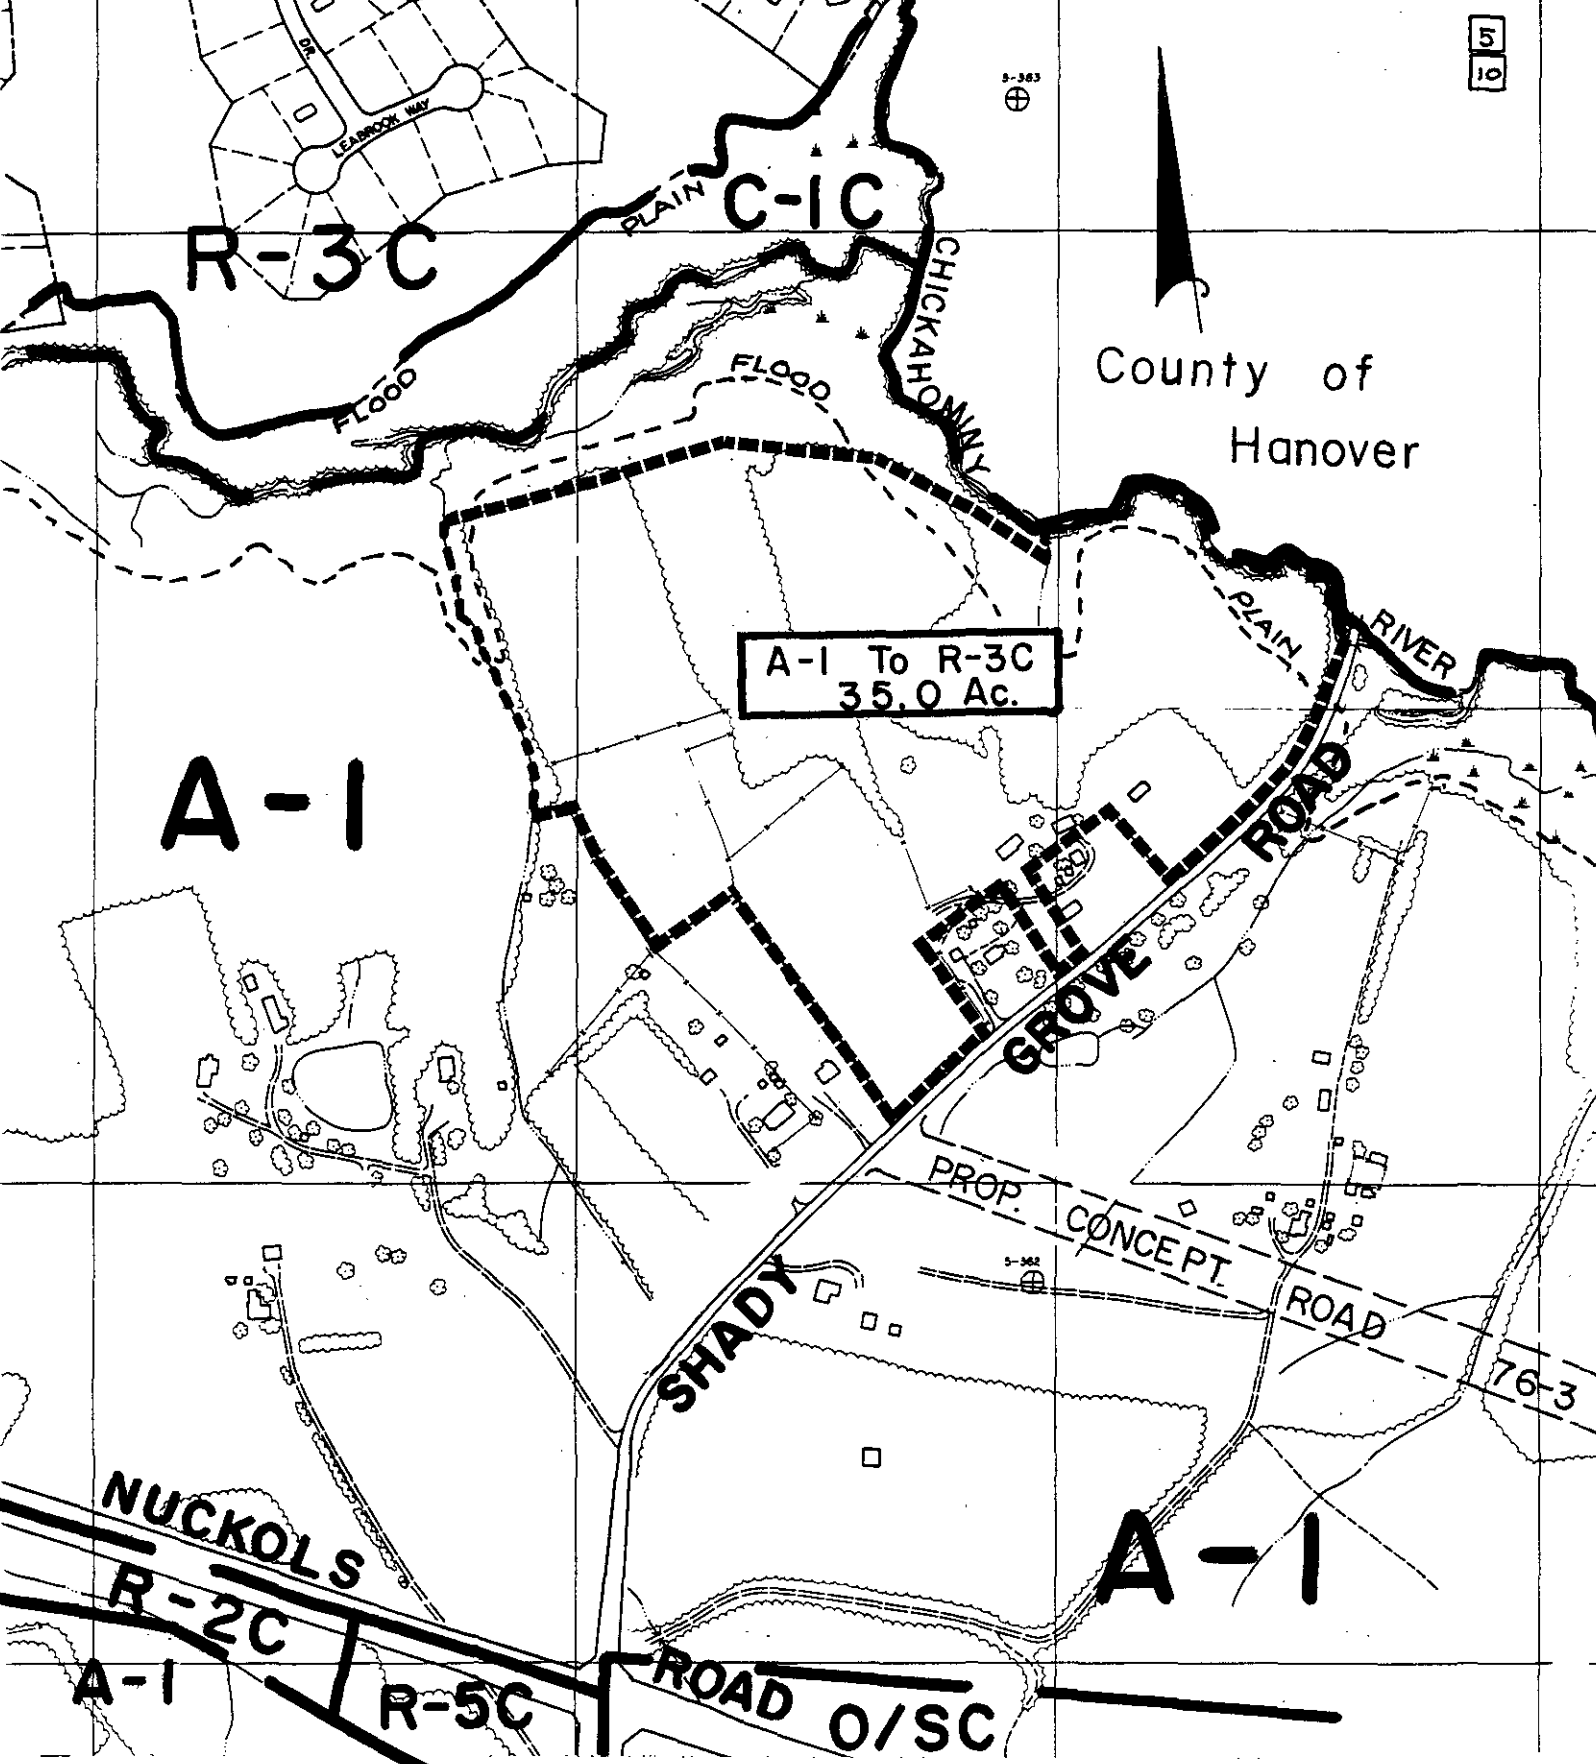 5
10
DR.
LEABROOK WAY
S-363
R-3C
PLAIN
C-1C
CHICKAHOMINY
County of
Hanover
FLOOD
FLOOD
PLAIN
RIVER
A-1 To R-3C
35.0 Ac.
A-1
SHADY GROVE ROAD
PROP. CONCEPT. ROAD 76-3
S-362
NUCKOLS
ROAD
A-1
R-2C
A-1
R-5C
O/SC